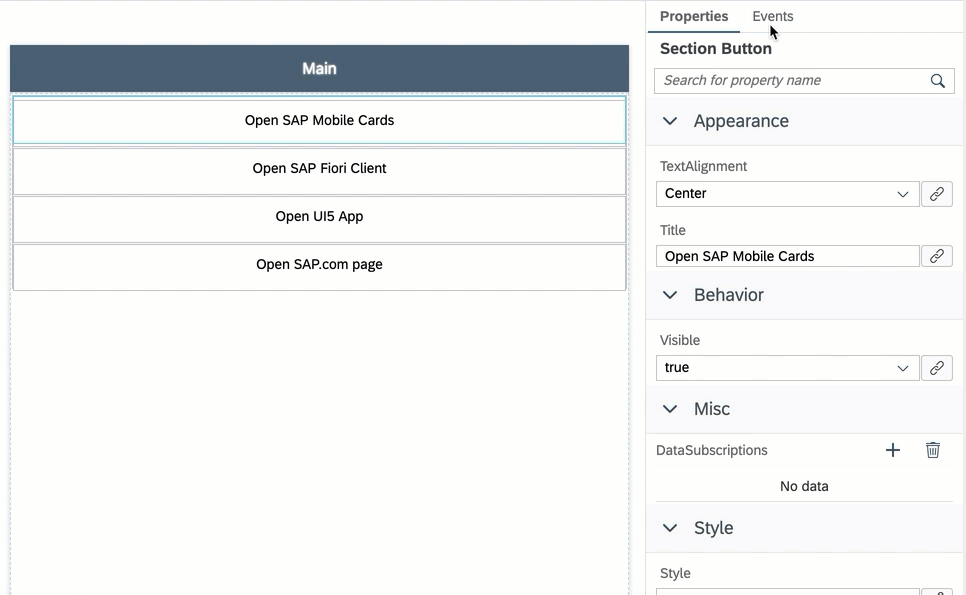 Main
Open SAP Mobile Cards
Open SAP Fiori Client
Open UI5 App
Open SAP.com page
Properties Events
Section Button
Search for property name
Appearance
TextAlignment
Center
Title
Open SAP Mobile Cards
Behavior
Visible
true
Misc
DataSubscriptions
No data
Style
Style